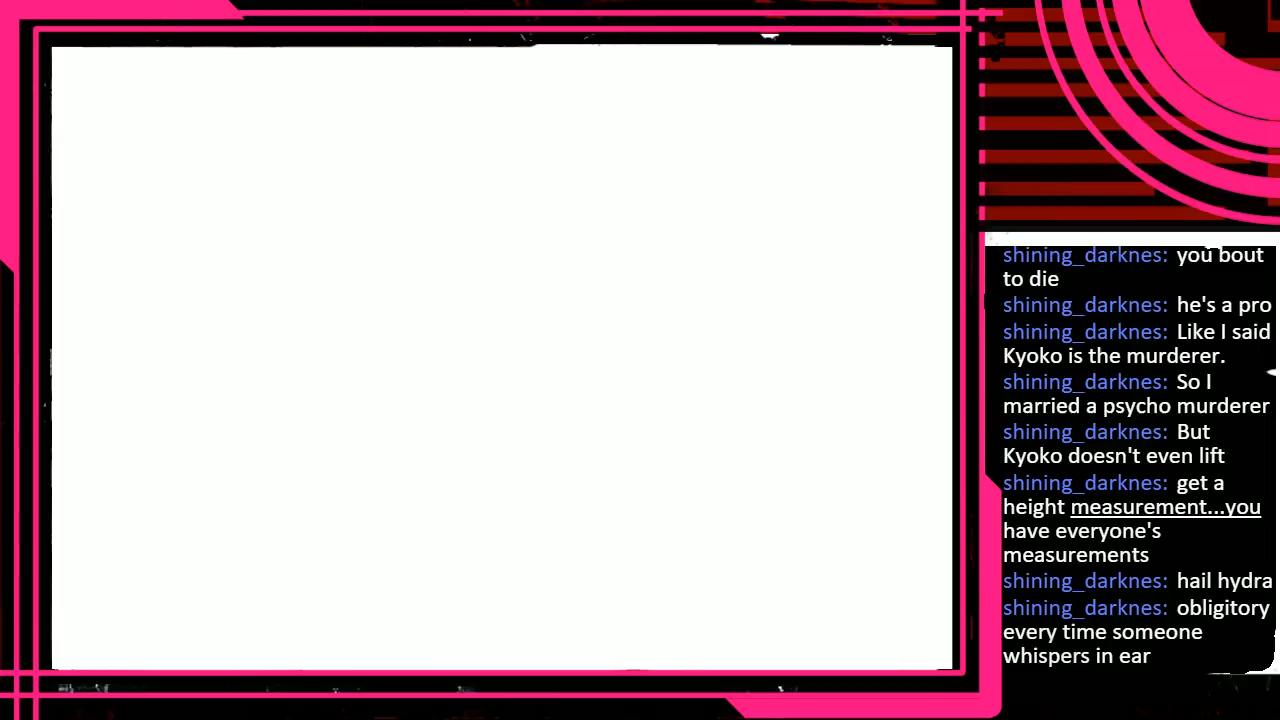 shining_darknes: you bout
to die
shining_darknes: he's a pro
shining_darknes: Like I said
Kyoko is the murderer.
shining_darknes: So I
married a psycho murderer
shining_darknes: But
Kyoko doesn't even lift
shining_darknes: get a
height measurement...you
have everyone's
measurements
shining_darknes: hail hydra
shining_darknes: obligitory
every time someone
whispers in ear